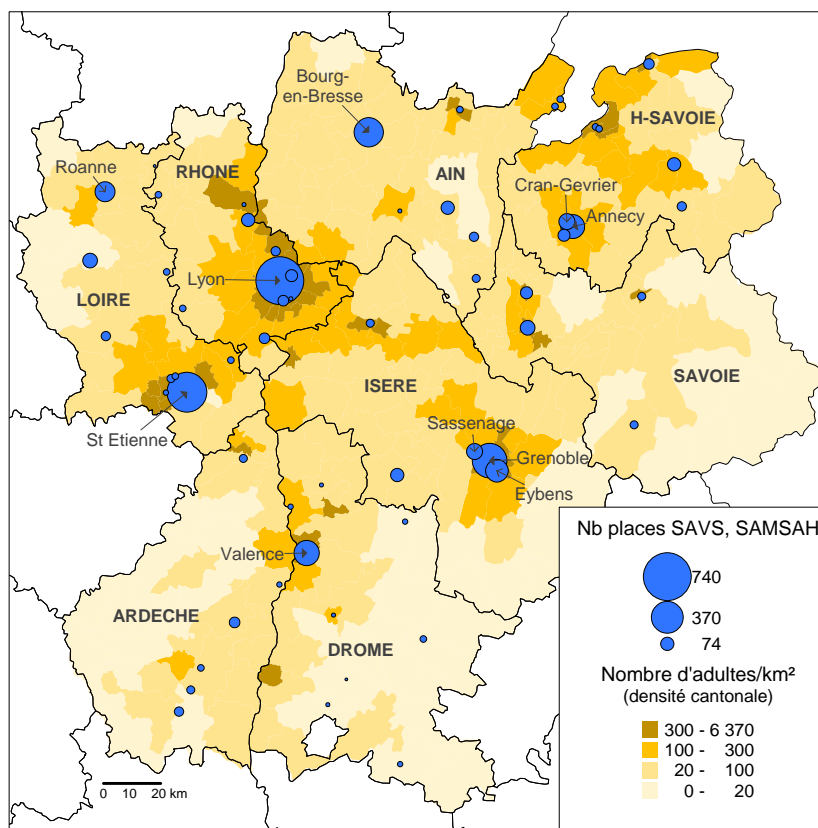 Bourg-
en-Bresse
H-SAVOIE
RHONE
Roanne
AIN
Cran-Gevrier
Annecy
Lyon
LOIRE
SAVOIE
ISERE
Sassenage
St Etienne
Grenoble
Eybens
Valence
ARDECHE
DROME
0 10 20 km
Nb places SAVS, SAMSAH
740
370
74
Nombre d'adultes/km²
(densité cantonale)
300 - 6 370
100 - 300
20 - 100
0 - 20